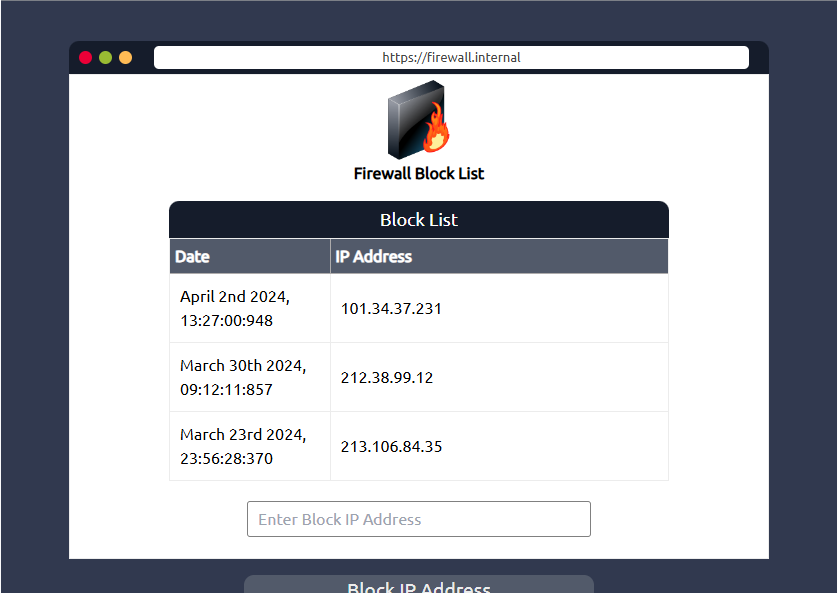 https://firewall.internal
Firewall Block List
Block List
Date IP Address
April 2nd 2024,
13:27:00:948
101.34.37.231
March 30th 2024,
09:12:11:857
212.38.99.12
March 23rd 2024,
23:56:28:370
213.106.84.35
Enter Block IP Address
Block IP Address